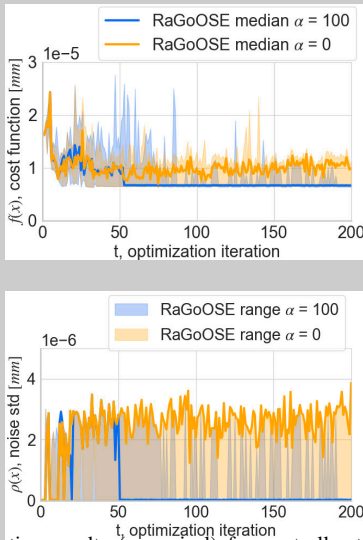 RaGoOSE median α = 100
RaGoOSE median α = 0
1e−5
3
2
1
0
f(x), cost function [mm]
0 50 100 150 200
t, optimization iteration
RaGoOSE range α = 100
RaGoOSE range α = 0
1e−6
4
2
0
ρ(x), noise std [mm]
0 50 100 150 200
t, optimization iteration